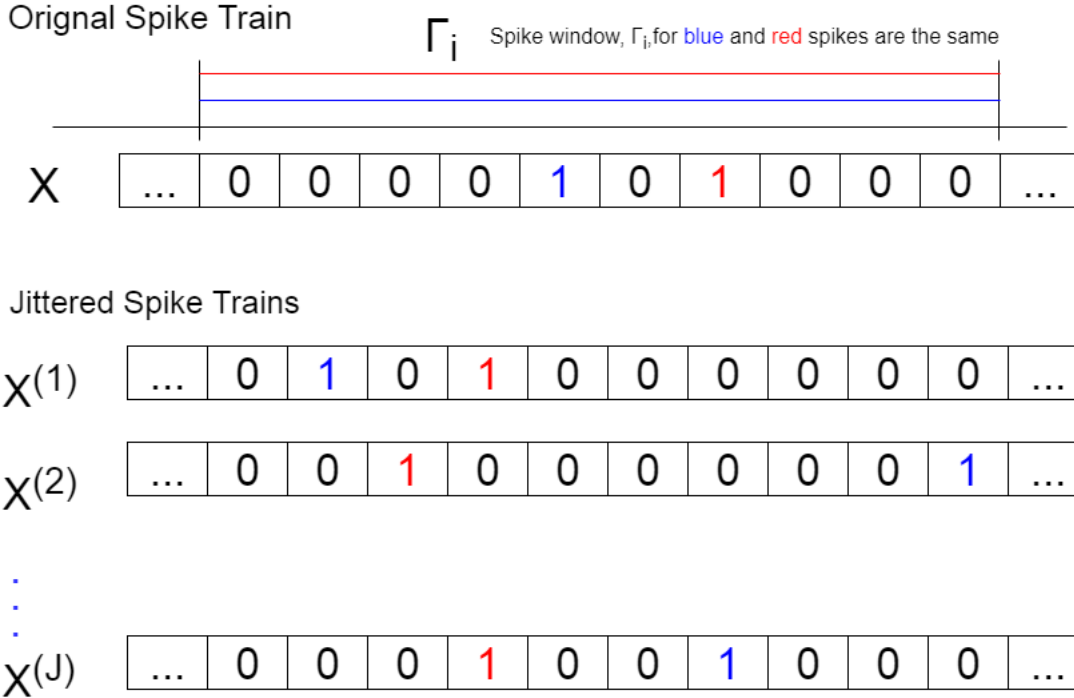 Orignal Spike Train
Γi Spike window, Γi,for blue and red spikes are the same
X ... 0 0 0 0 1 0 1 0 0 0 ...
Jittered Spike Trains
X(1) ... 0 1 0 1 0 0 0 0 0 0 ...
X(2) ... 0 0 1 0 0 0 0 0 0 1 ...
.
.
.
X(J) ... 0 0 0 1 0 0 1 0 0 0 ...